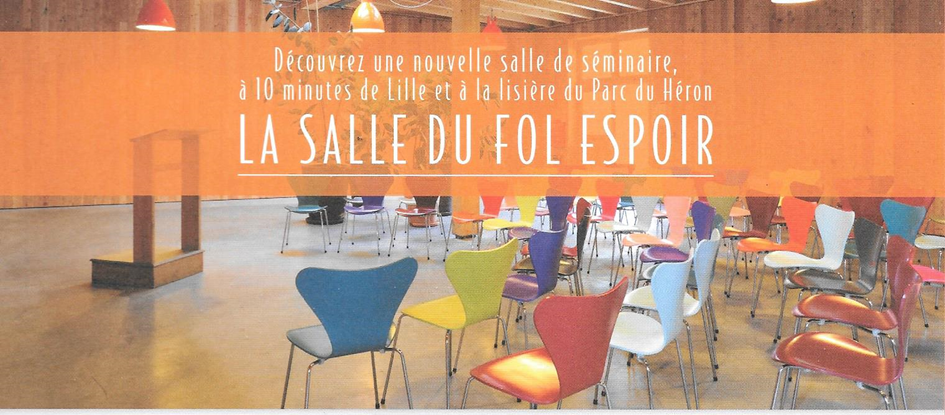 Découvrez une nouvelle salle de séminaire,
à 10 minutes de Lille et à la lisière du Parc du Héron
LA SALLE DU FOL ESPOIR